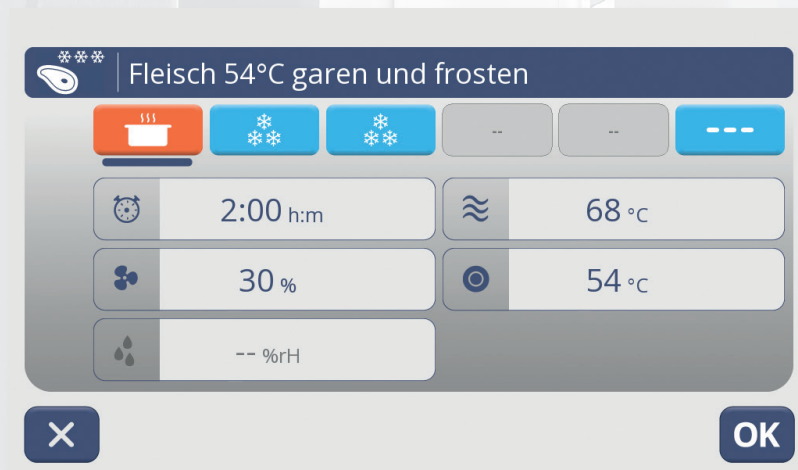 Fleisch 54°C garen und frosten
-- -- ---
2:00 h:m 68 °C
30 % 54 °C
-- %rH
OK